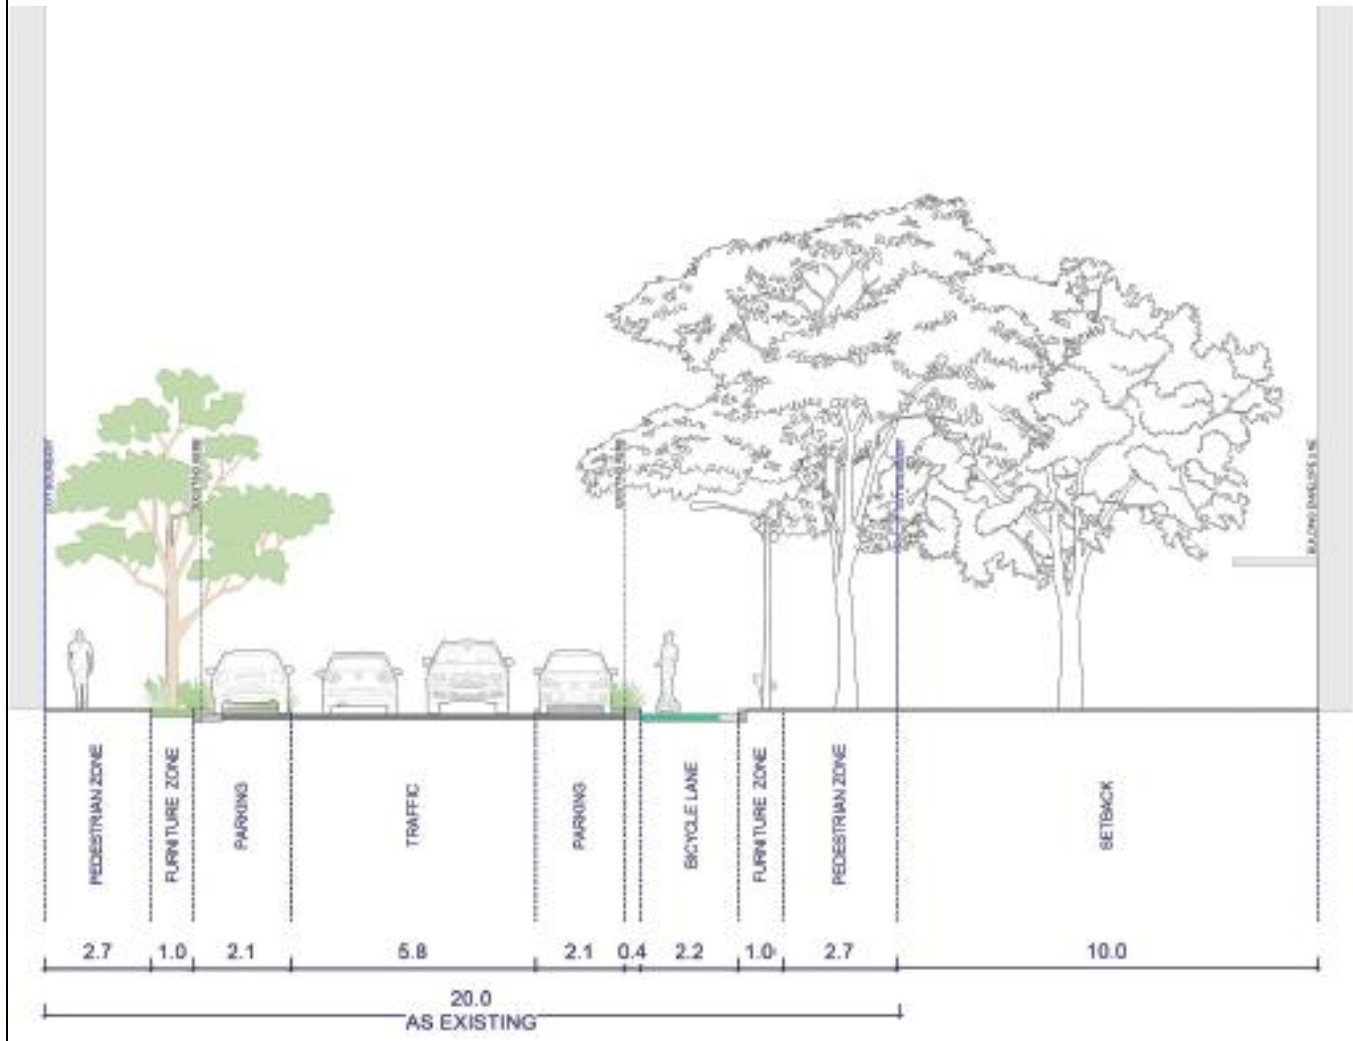 PEDESTRIAN ZONE
FURNITURE ZONE
PARKING
TRAFFIC
PARKING
BICYCLE LANE
FURNITURE ZONE
PEDESTRIAN ZONE
SETBACK
2.7 1.0 2.1 5.8 2.1 0.4 2.2 1.0 2.7 10.0
20.0
AS EXISTING